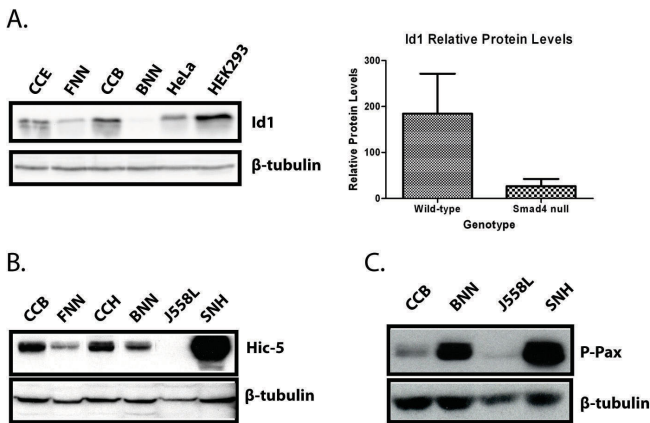 A.
CCE FNN CCB BNN HeLa HEK293
Id1
β-tubulin
Id1 Relative Protein Levels
Relative Protein Levels
300
200
100
0
Wild-type Smad4 null
Genotype
B.
CCB FNN CCH BNN J558L SNH
Hic-5
β-tubulin
C.
CCB BNN J558L SNH
P-Pax
β-tubulin